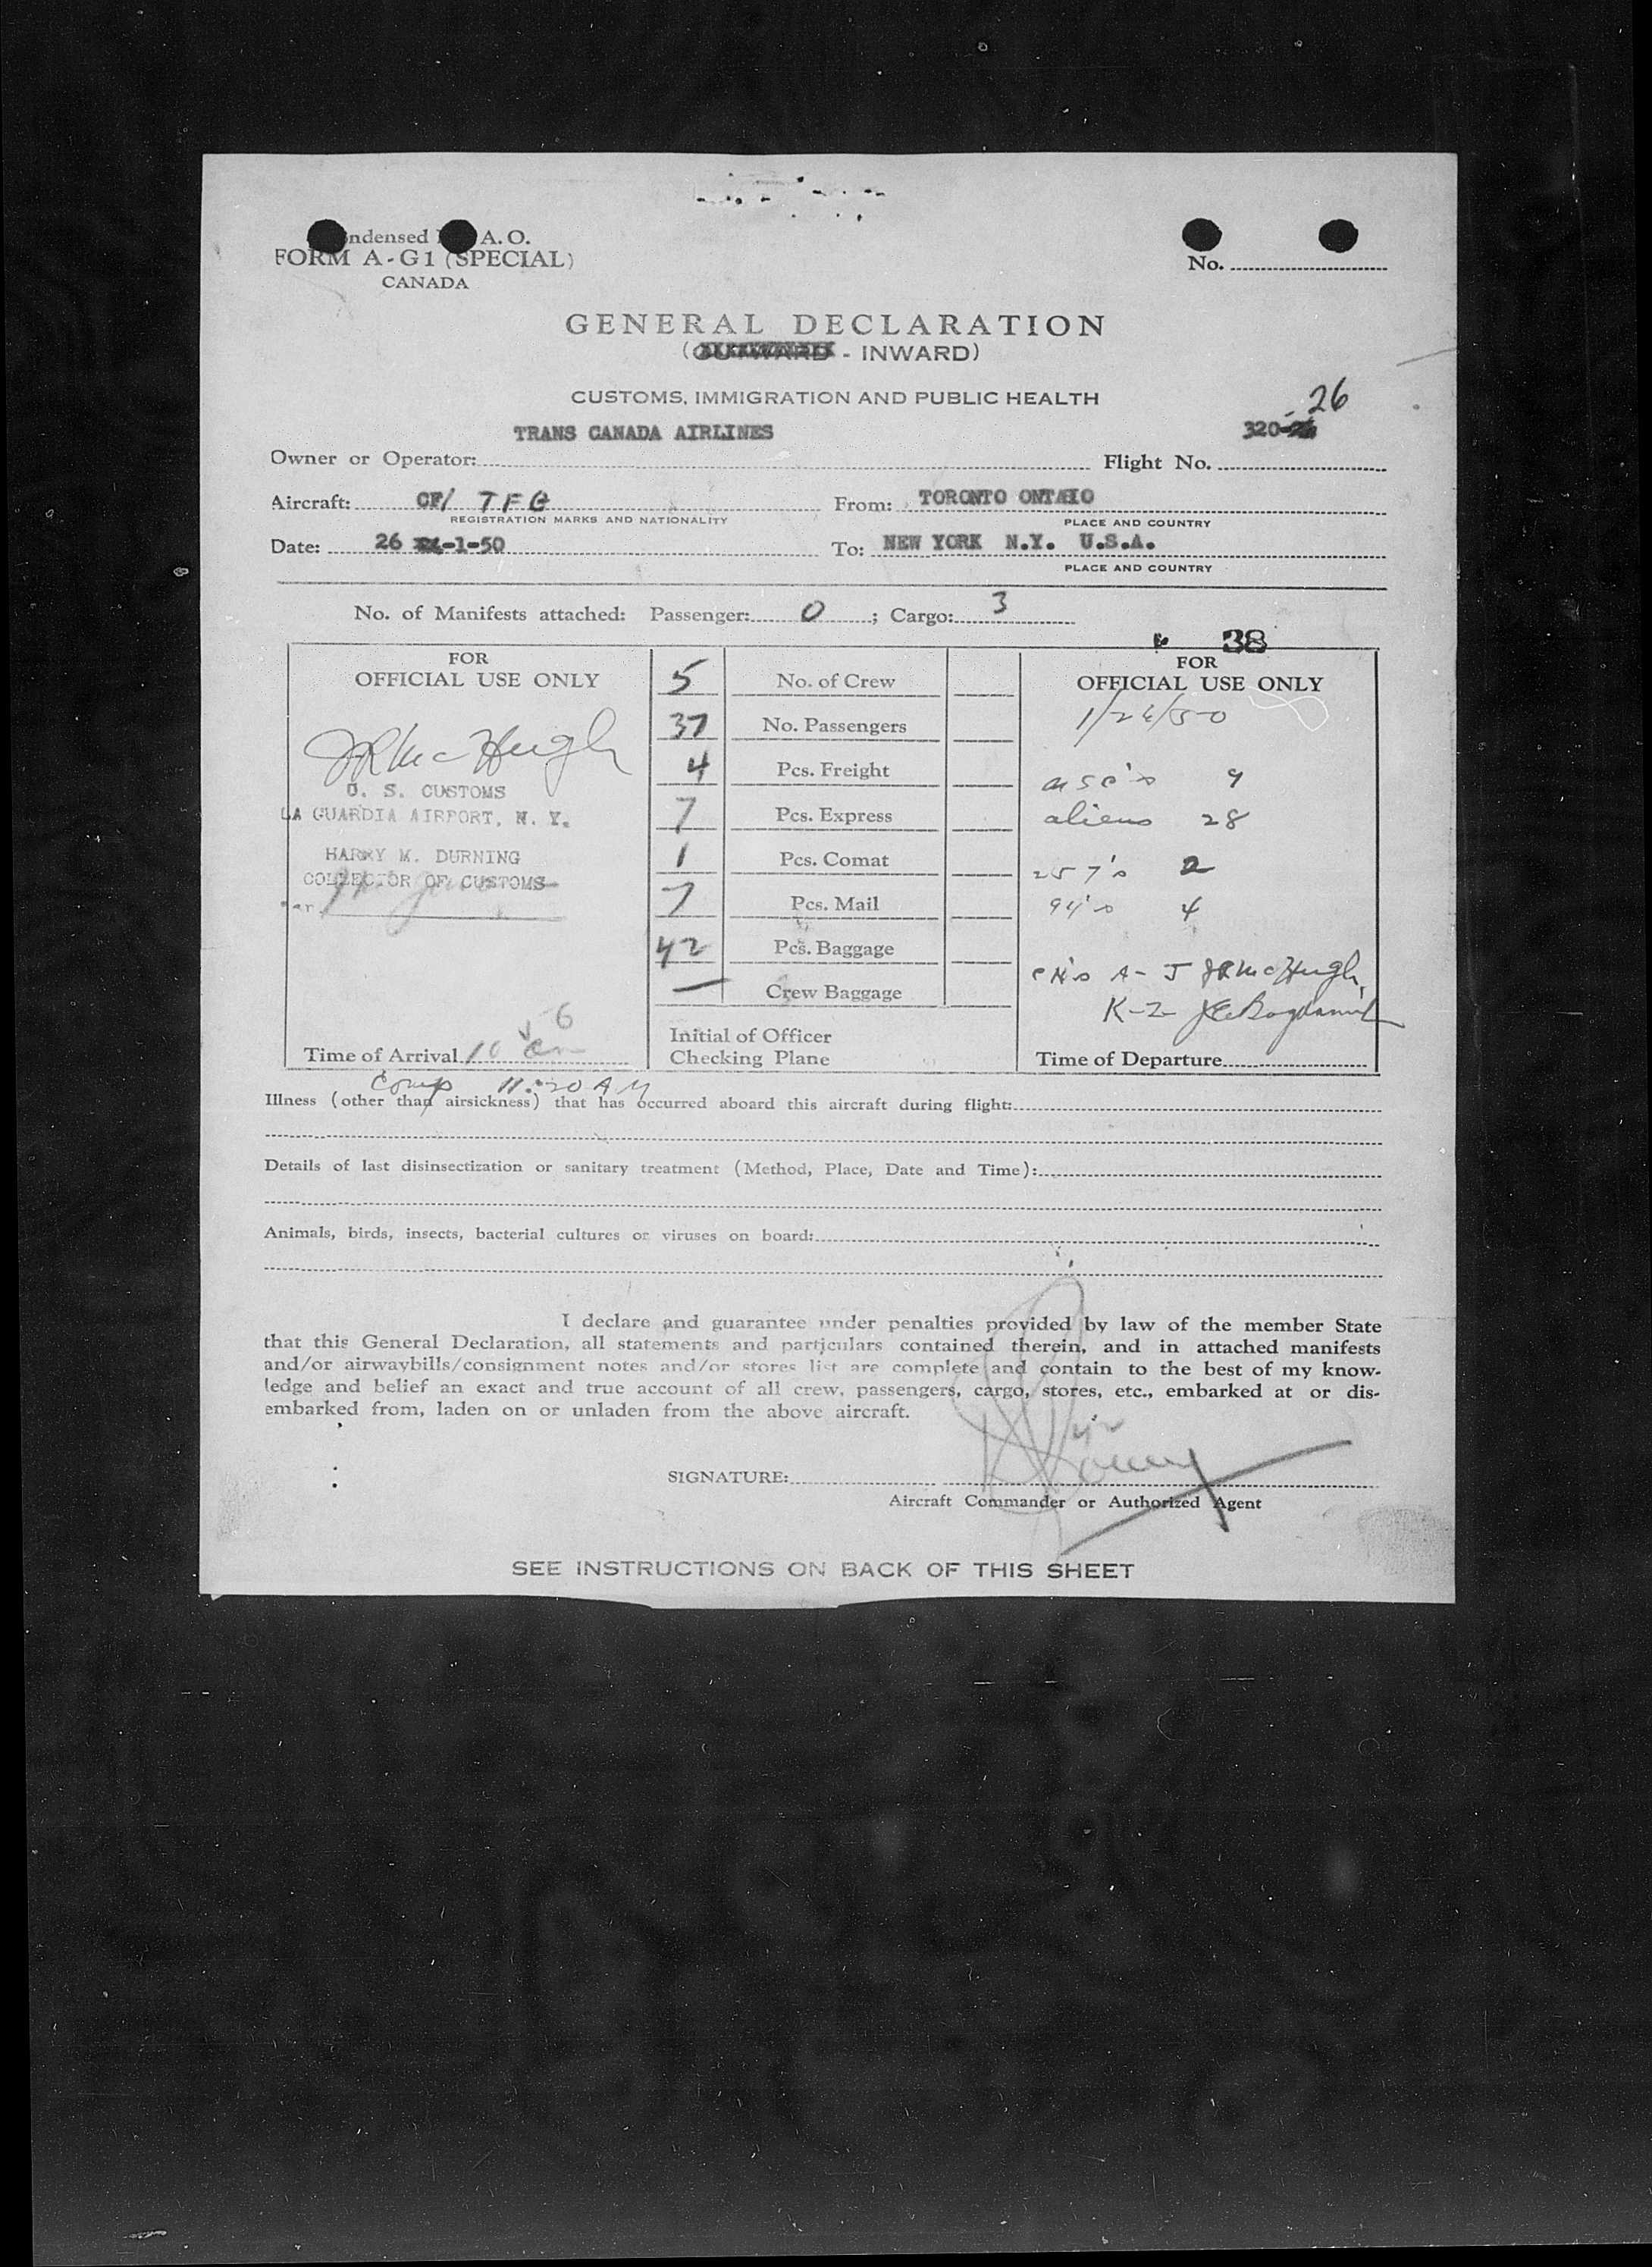 ndensed A. O.
FORM A-G1 (SPECIAL)
CANADA
No.
GENERAL DECLARATION
( - INWARD)
CUSTOMS, IMMIGRATION AND PUBLIC HEALTH
TRANS CANADA AIRLINES 320- 26
Owner or Operator: Flight No.
Aircraft: CF/ TFG From: TORONTO ONTAIO
REGISTRATION MARKS AND NATIONALITY PLACE AND COUNTRY
Date: 26 -1-50 To: NEW YORK N.Y. U.S.A.
PLACE AND COUNTRY
No. of Manifests attached: Passenger: 0 ; Cargo: 3
38
FOR
OFFICIAL USE ONLY
JRMcHugh
U. S. CUSTOMS
LA GUARDIA AIRPORT, N. Y.
HARRY M. DURNING
COLLECTOR OF CUSTOMS
Time of Arrival 10
Comp 11:20 AM
5 No. of Crew
37 No. Passengers
4 Pcs. Freight
7 Pcs. Express
1 Pcs. Comat
7 Pcs. Mail
42 Pcs. Baggage
— Crew Baggage
Initial of Officer
Checking Plane
FOR
OFFICIAL USE ONLY
1/26/50
usc's 9
aliens 28
257's 2
94's 4
A-J JRMcHugh
K-Z
Time of Departure
Illness (other than airsickness) that has occurred aboard this aircraft during flight:
Details of last disinsectization or sanitary treatment (Method, Place, Date and Time):
Animals, birds, insects, bacterial cultures or viruses on board:
I declare and guarantee under penalties provided by law of the member State
that this General Declaration, all statements and particulars contained therein, and in attached manifests
and/or airwaybills/consignment notes and/or stores list are complete and contain to the best of my know-
ledge and belief an exact and true account of all crew, passengers, cargo, stores, etc., embarked at or dis-
embarked from, laden on or unladen from the above aircraft.
SIGNATURE:
Aircraft Commander or Authorized Agent
SEE INSTRUCTIONS ON BACK OF THIS SHEET